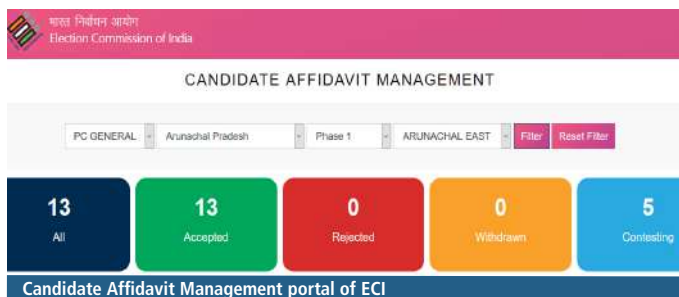 भारत निर्वाचन आयोग
Election Commission of India
CANDIDATE AFFIDAVIT MANAGEMENT
PC GENERAL Arunachal Pradesh Phase 1 ARUNACHAL EAST Filter Reset Filter
13 13 0 0 5
All Accepted Rejected Withdrawn Contesting
Candidate Affidavit Management portal of ECI